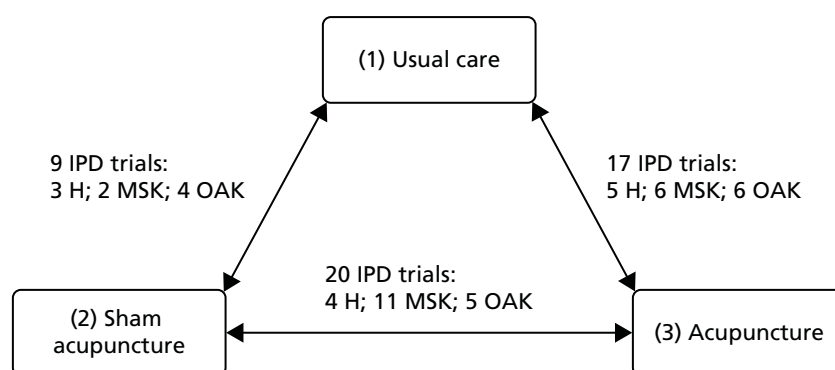 (1) Usual care
9 IPD trials:
3 H; 2 MSK; 4 OAK
17 IPD trials:
5 H; 6 MSK; 6 OAK
20 IPD trials:
4 H; 11 MSK; 5 OAK
(2) Sham
acupuncture
(3) Acupuncture